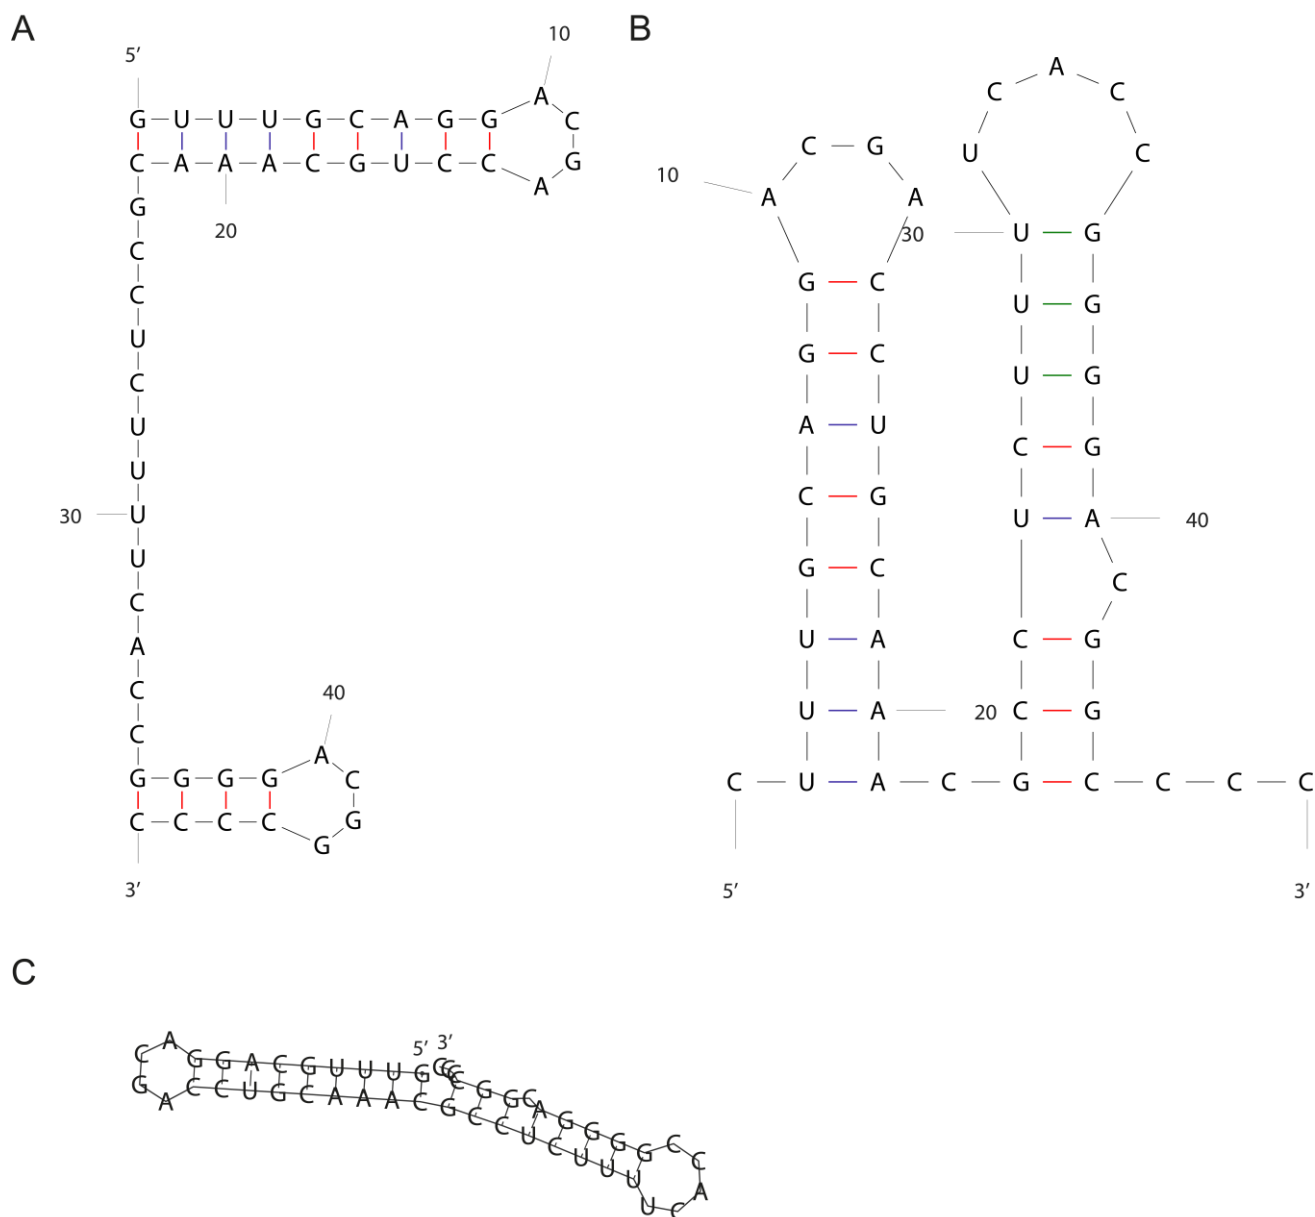 A
5′
10
G U U U G C A G G A C
C A A A C G U C C A G
20
G
C
C
U
C
U
U
30 U
U
C
A
C
C
40
G G G G A C
C C C C G G
3′
B
C A C
C G U C
10 A A
30 U G
G C U G
G C U G
A U C G
C G U A 40
G C C
U A C G
U A 20 C G
C U A C G C C C C
5′ 3′
C
C A G G A C G U U U G 5′ 3′ C C C C G G C A G G G G C C
G A C C U G C A A A C G C C U C U U U U C A